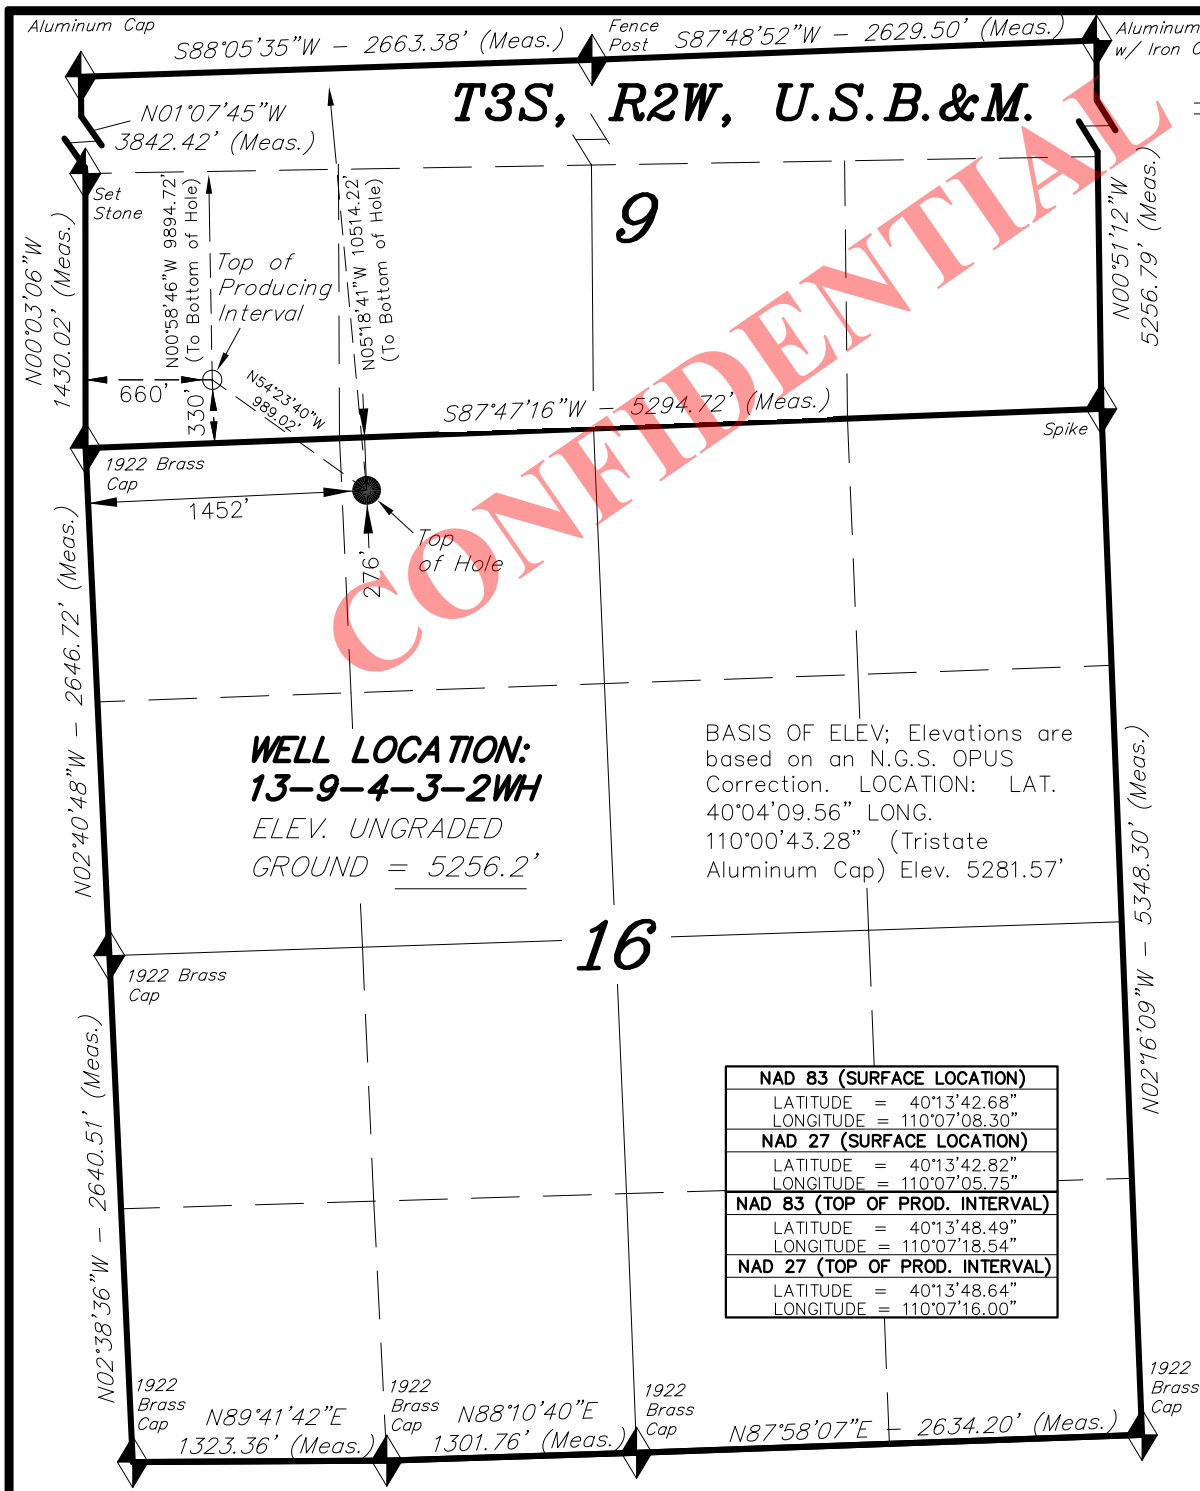 Aluminum Cap
S88°05'35"W - 2663.38' (Meas.)
Fence
Post
S87°48'52"W - 2629.50' (Meas.)
Aluminum
w/ Iron
T3S, R2W, U.S.B.&M.
N01°07'45"W
3842.42' (Meas.)
Set
Stone
N00°03'06"W
1430.02' (Meas.)
N00°58'46"W 9894.72'
(To Bottom of Hole)
N05°18'41"W 10514.22'
(To Bottom of Hole)
9
N00°51'12"W
5256.79' (Meas.)
Top of
Producing
Interval
660'
330'
N54°23'40"W
989.02'
S87°47'16"W - 5294.72' (Meas.)
Spike
1922 Brass
Cap
1452'
276'
Top
of Hole
CONFIDENTIAL
N02°40'48"W - 2646.72' (Meas.)
WELL LOCATION:
13-9-4-3-2WH
ELEV. UNGRADED
GROUND = 5256.2'
BASIS OF ELEV; Elevations are
based on an N.G.S. OPUS
Correction. LOCATION: LAT.
40°04'09.56" LONG.
110°00'43.28" (Tristate
Aluminum Cap) Elev. 5281.57'
N02°16'09"W - 5348.30' (Meas.)
16
1922 Brass
Cap
N02°38'36"W - 2640.51' (Meas.)
NAD 83 (SURFACE LOCATION)
LATITUDE = 40°13'42.68"
LONGITUDE = 110°07'08.30"
NAD 27 (SURFACE LOCATION)
LATITUDE = 40°13'42.82"
LONGITUDE = 110°07'05.75"
NAD 83 (TOP OF PROD. INTERVAL)
LATITUDE = 40°13'48.49"
LONGITUDE = 110°07'18.54"
NAD 27 (TOP OF PROD. INTERVAL)
LATITUDE = 40°13'48.64"
LONGITUDE = 110°07'16.00"
1922
Brass
Cap
N89°41'42"E
1323.36' (Meas.)
1922
Brass
Cap
N88°10'40"E
1301.76' (Meas.)
1922
Brass
Cap
N87°58'07"E - 2634.20' (Meas.)
1922
Brass
Cap